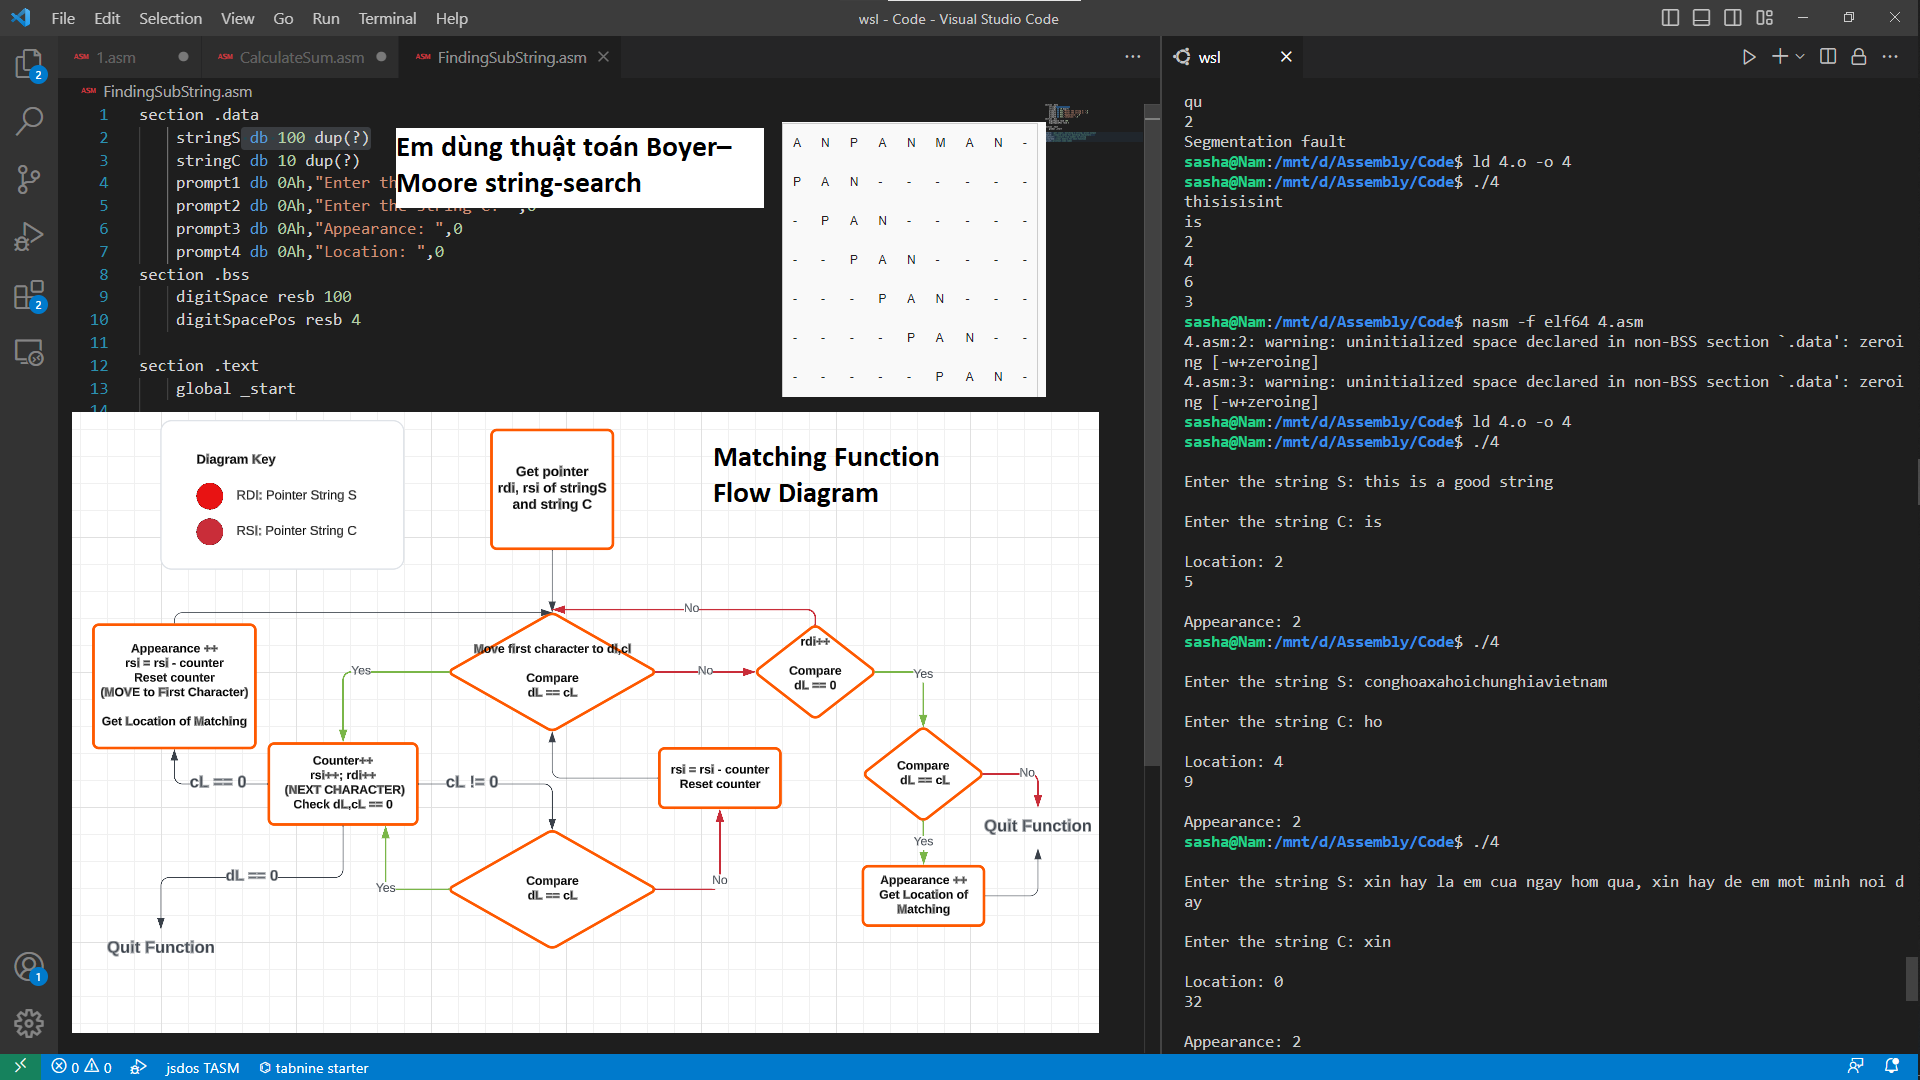 File Edit Selection View Go Run Terminal Help
wsl - Code - Visual Studio Code
ASM 1.asm
ASM CalculateSum.asm
ASM FindingSubString.asm
ASM FindingSubString.asm
1 section .data
2 stringS db 100 dup(?)
3 stringC db 10 dup(?)
4 prompt1 db 0Ah,"Enter th
5 prompt2 db 0Ah,"Enter the string C: ",0
6 prompt3 db 0Ah,"Appearance: ",0
7 prompt4 db 0Ah,"Location: ",0
8 section .bss
9 digitSpace resb 100
10 digitSpacePos resb 4
11
12 section .text
13 global _start
14
Em dùng thuật toán Boyer–
Moore string-search
A N P A N M A N -
P A N - - - - - -
- P A N - - - - -
- - P A N - - - -
- - - P A N - - -
- - - - P A N - -
- - - - - P A N -
Matching Function
Flow Diagram
Diagram Key
RDI: Pointer String S
RSI: Pointer String C
Get pointer
rdi, rsi of stringS
and string C
No
Move first character to dl,cl
Compare
dL == cL
Yes
No
rdi++
Compare
dL == 0
Yes
Appearance ++
rsi = rsi - counter
Reset counter
(MOVE to First Character)
Get Location of Matching
Counter++
rsi++; rdi++
(NEXT CHARACTER)
Check dL,cL == 0
cL == 0
cL != 0
rsi = rsi - counter
Reset counter
Compare
dL == cL
No
Quit Function
Yes
Appearance ++
Get Location of
Matching
dL == 0
Yes
Compare
dL == cL
No
Quit Function
wsl
qu
2
Segmentation fault
sasha@Nam:/mnt/d/Assembly/Code$ ld 4.o -o 4
sasha@Nam:/mnt/d/Assembly/Code$ ./4
thisisisint
is
2
4
6
3
sasha@Nam:/mnt/d/Assembly/Code$ nasm -f elf64 4.asm
4.asm:2: warning: uninitialized space declared in non-BSS section `.data': zeroi
ng [-w+zeroing]
4.asm:3: warning: uninitialized space declared in non-BSS section `.data': zeroi
ng [-w+zeroing]
sasha@Nam:/mnt/d/Assembly/Code$ ld 4.o -o 4
sasha@Nam:/mnt/d/Assembly/Code$ ./4
Enter the string S: this is a good string
Enter the string C: is
Location: 2
5
Appearance: 2
sasha@Nam:/mnt/d/Assembly/Code$ ./4
Enter the string S: conghoaxahoichunghiavietnam
Enter the string C: ho
Location: 4
9
Appearance: 2
sasha@Nam:/mnt/d/Assembly/Code$ ./4
Enter the string S: xin hay la em cua ngay hom qua, xin hay de em mot minh noi d
ay
Enter the string C: xin
Location: 0
32
Appearance: 2
2
2
1
0 0 jsdos TASM tabnine starter